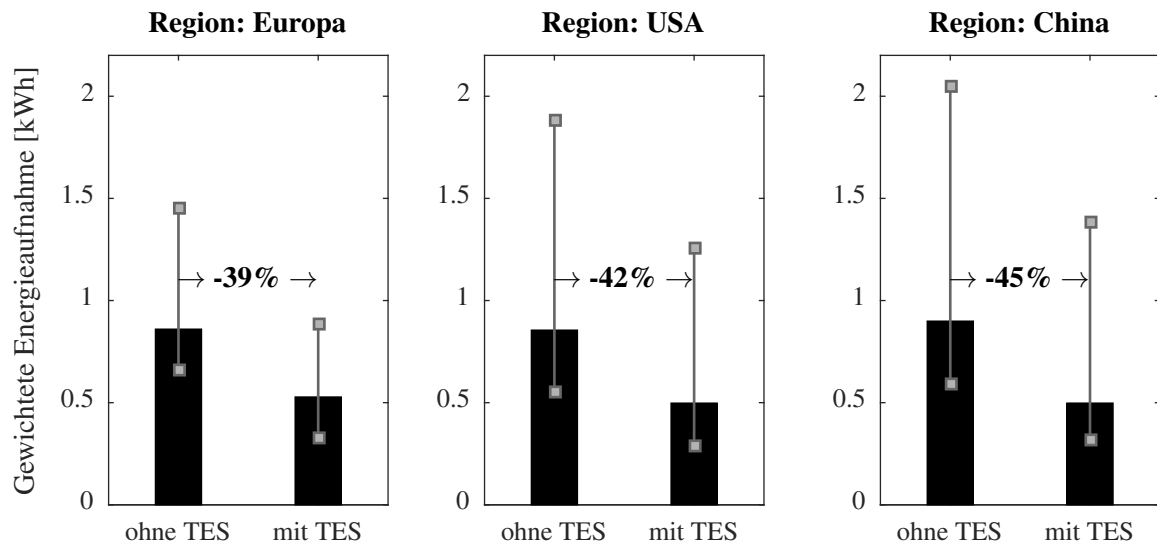 Region: Europa
Region: USA
Region: China
Gewichtete Energieaufnahme [kWh]
2
1.5
1
0.5
0
-39%
ohne TES
mit TES
2
1.5
1
0.5
0
-42%
ohne TES
mit TES
2
1.5
1
0.5
0
-45%
ohne TES
mit TES